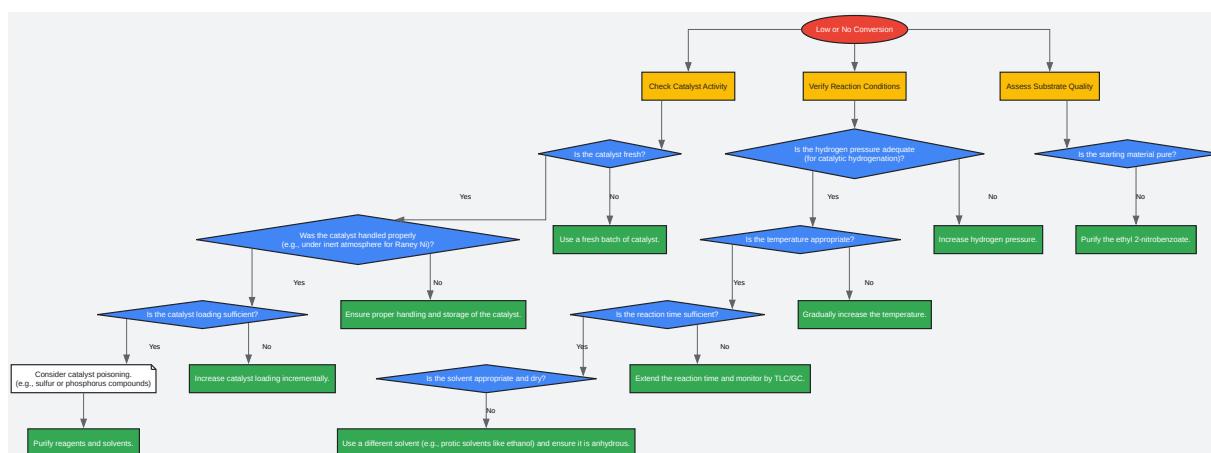 Low or No Conversion
Check Catalyst Activity
Verify Reaction Conditions
Assess Substrate Quality
Is the catalyst fresh?
Is the hydrogen pressure adequate
(for catalytic hydrogenation)?
Is the starting material pure?
Yes
No
Yes
No
No
Was the catalyst handled properly
(e.g., under inert atmosphere for Raney Ni)?
Use a fresh batch of catalyst.
Is the temperature appropriate?
Increase hydrogen pressure.
Purify the ethyl 2-nitrobenzoate.
Yes
No
Yes
No
Is the catalyst loading sufficient?
Ensure proper handling and storage of the catalyst.
Is the reaction time sufficient?
Gradually increase the temperature.
Yes
No
Yes
No
Consider catalyst poisoning.
(e.g., sulfur or phosphorus compounds)
Increase catalyst loading incrementally.
Is the solvent appropriate and dry?
Extend the reaction time and monitor by TLC/GC.
No
Purify reagents and solvents.
Use a different solvent (e.g., protic solvents like ethanol) and ensure it is anhydrous.